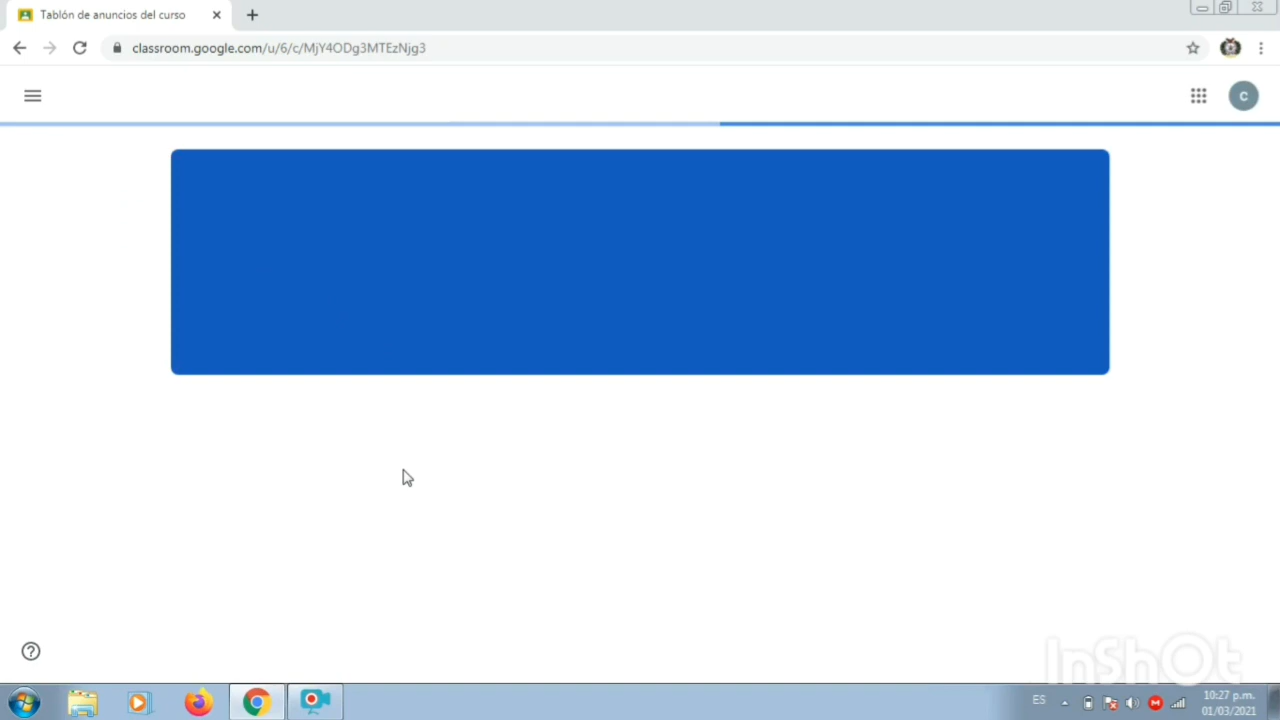 Tablón de anuncios del curso
classroom.google.com/u/6/c/MjY4ODg3MTEzNjg3
C
InShOt
ES
10:27 p.m.
01/03/2021